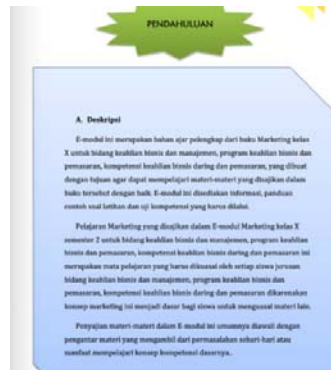 PENDAHULUAN
A. Deskripsi
E-modul ini merupakan bahan ajar pelengkap dari buku Marketing kelas
X untuk bidang keahlian bisnis dan manajemen, program keahlian bisnis dan
pemasaran, kompetensi keahlian bisnis daring dan pemasaran, yang dibuat
dengan tujuan agar dapat mempelajari materi-materi yang disajikan dalam
buku tersebut dengan baik. E-modul ini disediakan informasi, panduan
contoh soal latihan dan uji kompetensi yang harus dilalui.
Pelajaran Marketing yang disajikan dalam E-modul Marketing kelas X
semester 2 untuk bidang keahlian bisnis dan manajemen, program keahlian
bisnis dan pemasaran, kompetensi keahlian bisnis daring dan pemasaran ini
merupakan mata pelajaran yang harus dikuasai oleh setiap siswa jurusan
bidang keahlian bisnis dan manajemen, program keahlian bisnis dan
pemasaran, kompetensi keahlian bisnis daring dan pemasaran dikarenakan
konsep marketing ini menjadi dasar bagi siswa untuk menguasai materi lain.
Penyajian materi-materi dalam E-modul ini umumnya diawali dengan
pengantar materi yang mengambil dari permasalahan sehari-hari atau
manfaat mempelajari konsep kompetensi dasarnya.